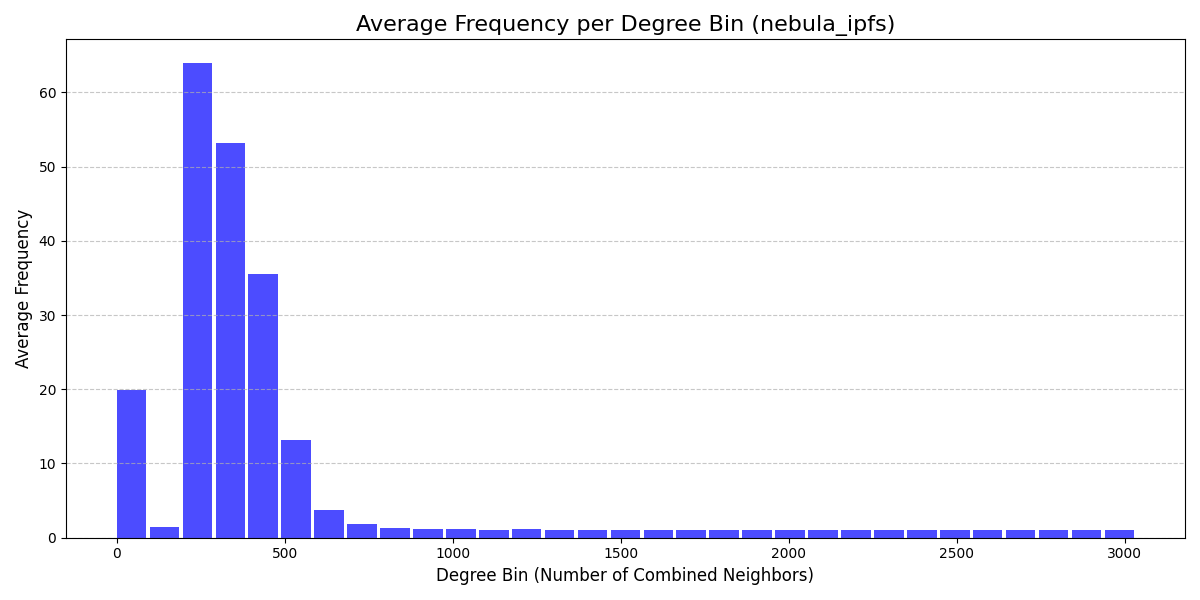 Average Frequency per Degree Bin (nebula_ipfs)
Average Frequency
60
50
40
30
20
10
0
0 500 1000 1500 2000 2500 3000
Degree Bin (Number of Combined Neighbors)